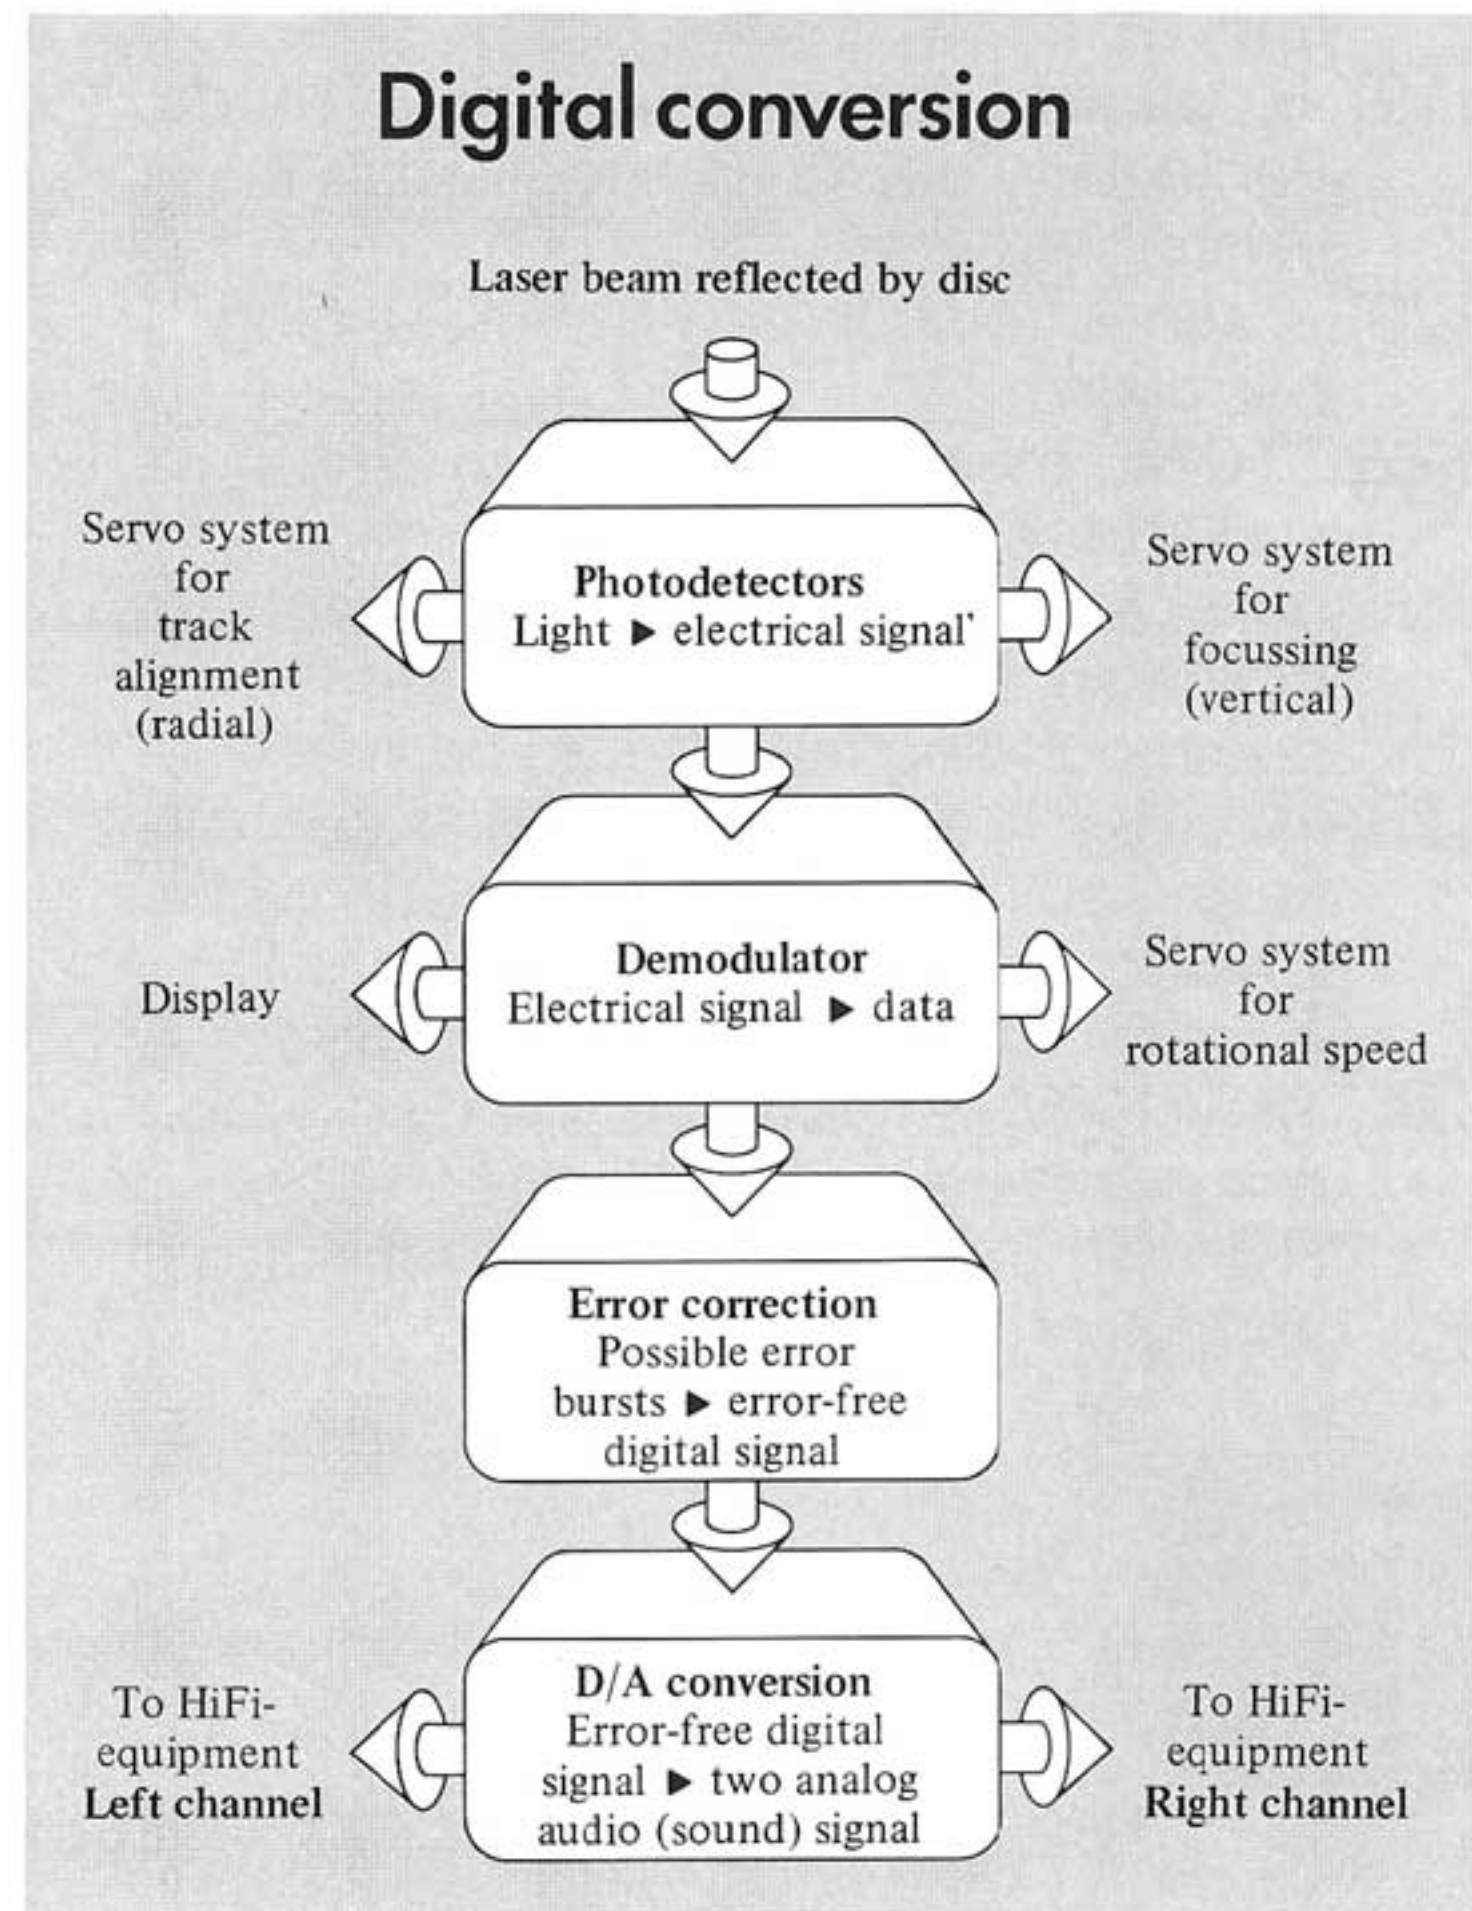 Digital conversion
Laser beam reflected by disc
Servo system
for
track
alignment
(radial)
Photodetectors
Light ▶ electrical signal'
Servo system
for
focussing
(vertical)
Display
Demodulator
Electrical signal ▶ data
Servo system
for
rotational speed
Error correction
Possible error
bursts ▶ error-free
digital signal
To HiFi-
equipment
Left channel
D/A conversion
Error-free digital
signal ▶ two analog
audio (sound) signal
To HiFi-
equipment
Right channel